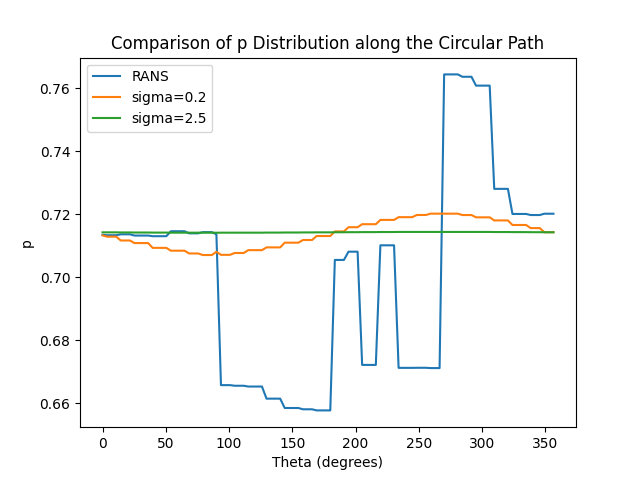 Comparison of p Distribution along the Circular Path
RANS
sigma=0.2
sigma=2.5
0.76
0.74
0.72
0.70
0.68
0.66
p
0 50 100 150 200 250 300 350
Theta (degrees)